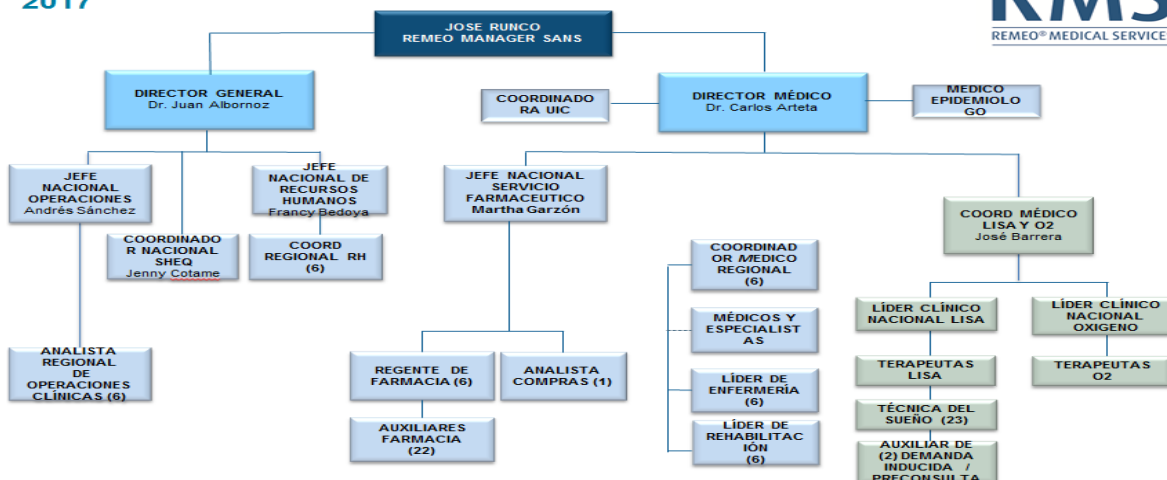 2017
RMS
REMEO® MEDICAL SERVICE
JOSE RUNCO
REMEO MANAGER SANS
DIRECTOR GENERAL
Dr. Juan Albornoz
COORDINADO
RA UIC
DIRECTOR MÉDICO
Dr. Carlos Arteta
MEDICO
EPIDEMIOLO
GO
JEFE
NACIONAL
OPERACIONES
Andrés Sánchez
COORDINADO
R NACIONAL
SHEQ
Jenny Cotame
JEFE
NACIONAL DE
RECURSOS
HUMANOS
Francy Bedoya
COORD
REGIONAL RH
(6)
ANALISTA
REGIONAL
DE
OPERACIONES
CLÍNICAS (6)
JEFE NACIONAL
SERVICIO
FARMACEUTICO
Martha Garzón
REGENTE DE
FARMACIA (6)
ANALISTA
COMPRAS (1)
AUXILIARES
FARMACIA
(22)
COORDINAD
OR MEDICO
REGIONAL
(6)
MÉDICOS Y
ESPECIALIST
AS
LÍDER DE
ENFERMERÍA
(6)
LÍDER DE
REHABILITAC
IÓN
(6)
COORD MÉDICO
LISA Y O2
José Barrera
LÍDER CLÍNICO
NACIONAL LISA
TERAPEUTAS
LISA
TÉCNICA DEL
SUEÑO (23)
AUXILIAR DE
(2) DEMANDA
INDUCIDA /
PRECONSULTA
LÍDER CLÍNICO
NACIONAL
OXIGENO
TERAPEUTAS
O2